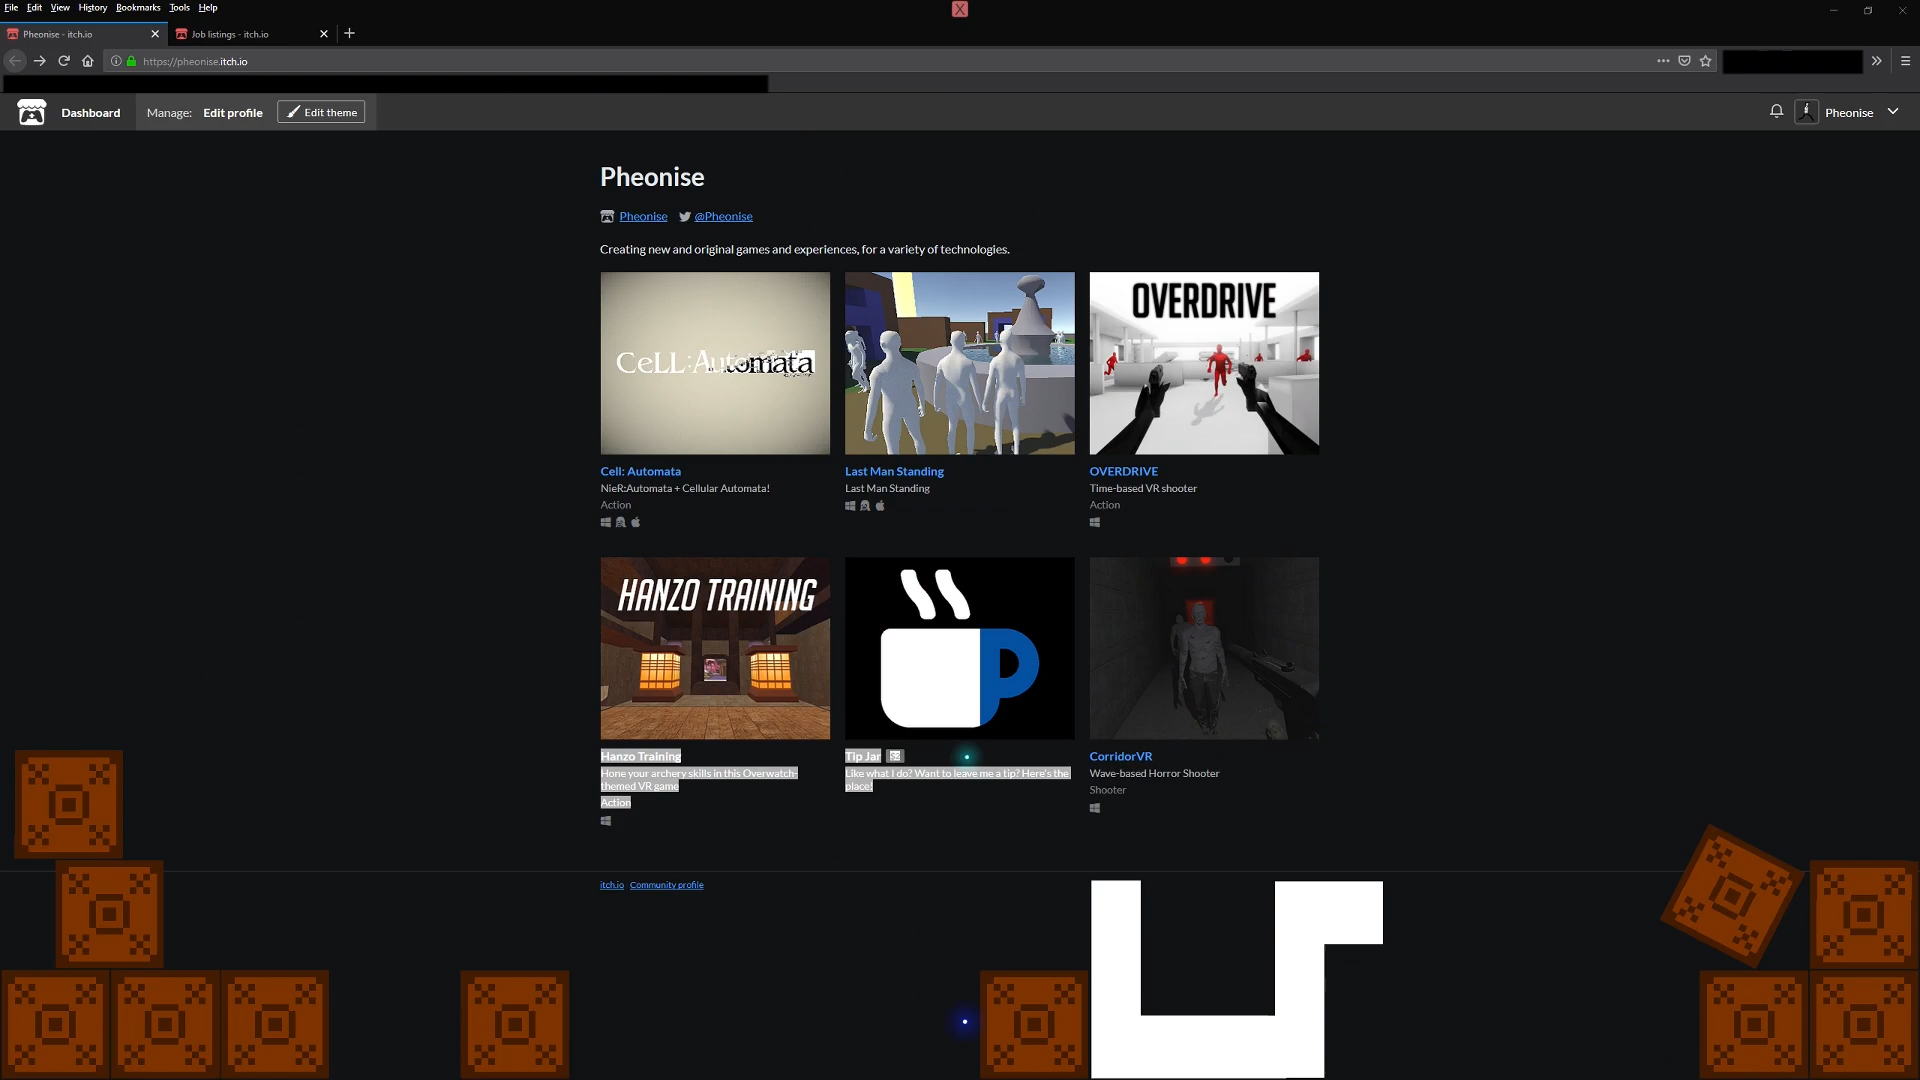 File Edit View History Bookmarks Tools Help
X
Pheonise - itch.io
Job listings - itch.io
https://pheonise.itch.io
Dashboard
Manage: Edit profile Edit theme
Pheonise
Pheonise
Pheonise @Pheonise
Creating new and original games and experiences, for a variety of technologies.
CeLL:Automata
OVERDRIVE
Cell: Automata
NieR:Automata + Cellular Automata!
Action
Last Man Standing
Last Man Standing
OVERDRIVE
Time-based VR shooter
Action
HANZO TRAINING
Hanzo Training
Hone your archery skills in this Overwatch-
themed VR game
Action
Tip Jar
Like what I do? Want to leave me a tip? Here's the
place!
CorridorVR
Wave-based Horror Shooter
Shooter
itch.io Community profile